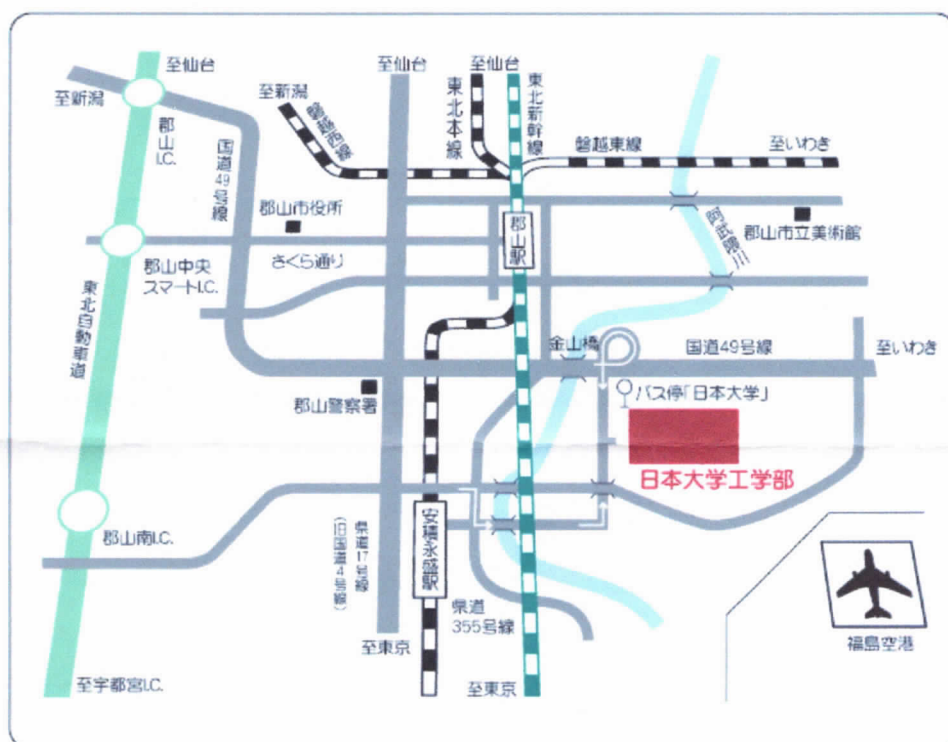 至仙台
至仙台
至仙台
至新潟
至新潟
磐越西線
東北本線
東北新幹線
磐越東線
至いわき
郡山
I.C.
国道49号線
郡山市役所
郡山駅
阿武隈川
郡山市立美術館
さくら通り
郡山中央
スマートI.C.
東北自動車道
金山橋
国道49号線
至いわき
郡山警察署
バス停「日本大学」
日本大学工学部
郡山南I.C.
県道17号線
(旧国道4号線)
安積永盛駅
県道
355号線
福島空港
至東京
至宇都宮I.C.
至東京